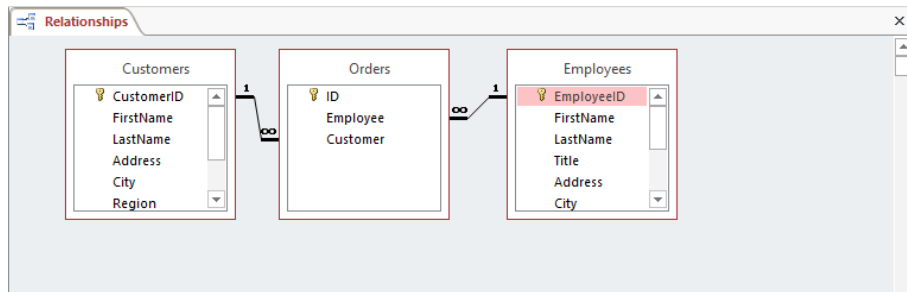 Relationships
Customers
CustomerID
FirstName
LastName
Address
City
Region
1
∞
Orders
ID
Employee
Customer
∞
1
Employees
EmployeeID
FirstName
LastName
Title
Address
City